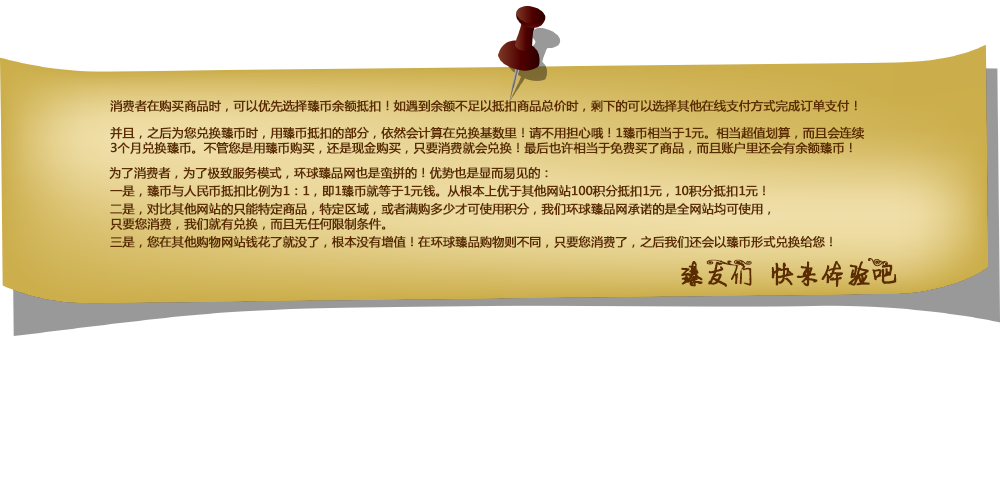 消费者在购买商品时，可以优先选择臻币余额抵扣！如遇到余额不足以抵扣商品总价时，剩下的可以选择其他在线支付方式完成订单支付！
并且，之后为您兑换臻币时，用臻币抵扣的部分，依然会计算在兑换基数里！请不用担心哦！1臻币相当于1元。相当超值划算，而且会连续
3个月兑换臻币。不管您是用臻币购买，还是现金购买，只要消费就会兑换！最后也许相当于免费买了商品，而且账户里还会有余额臻币！
为了消费者，为了极致服务模式，环球臻品网也是蛮拼的！优势也是显而易见的：
一是，臻币与人民币抵扣比例为1：1，即1臻币就等于1元钱。从根本上优于其他网站100积分抵扣1元，10积分抵扣1元！
二是，对比其他网站的只能特定商品，特定区域，或者满购多少才可使用积分，我们环球臻品网承诺的是全网站均可使用，
只要您消费，我们就有兑换，而且无任何限制条件。
三是，您在其他购物网站钱花了就没了，根本没有增值！在环球臻品购物则不同，只要您消费了，之后我们还会以臻币形式兑换给您！
臻友们 快来体验吧